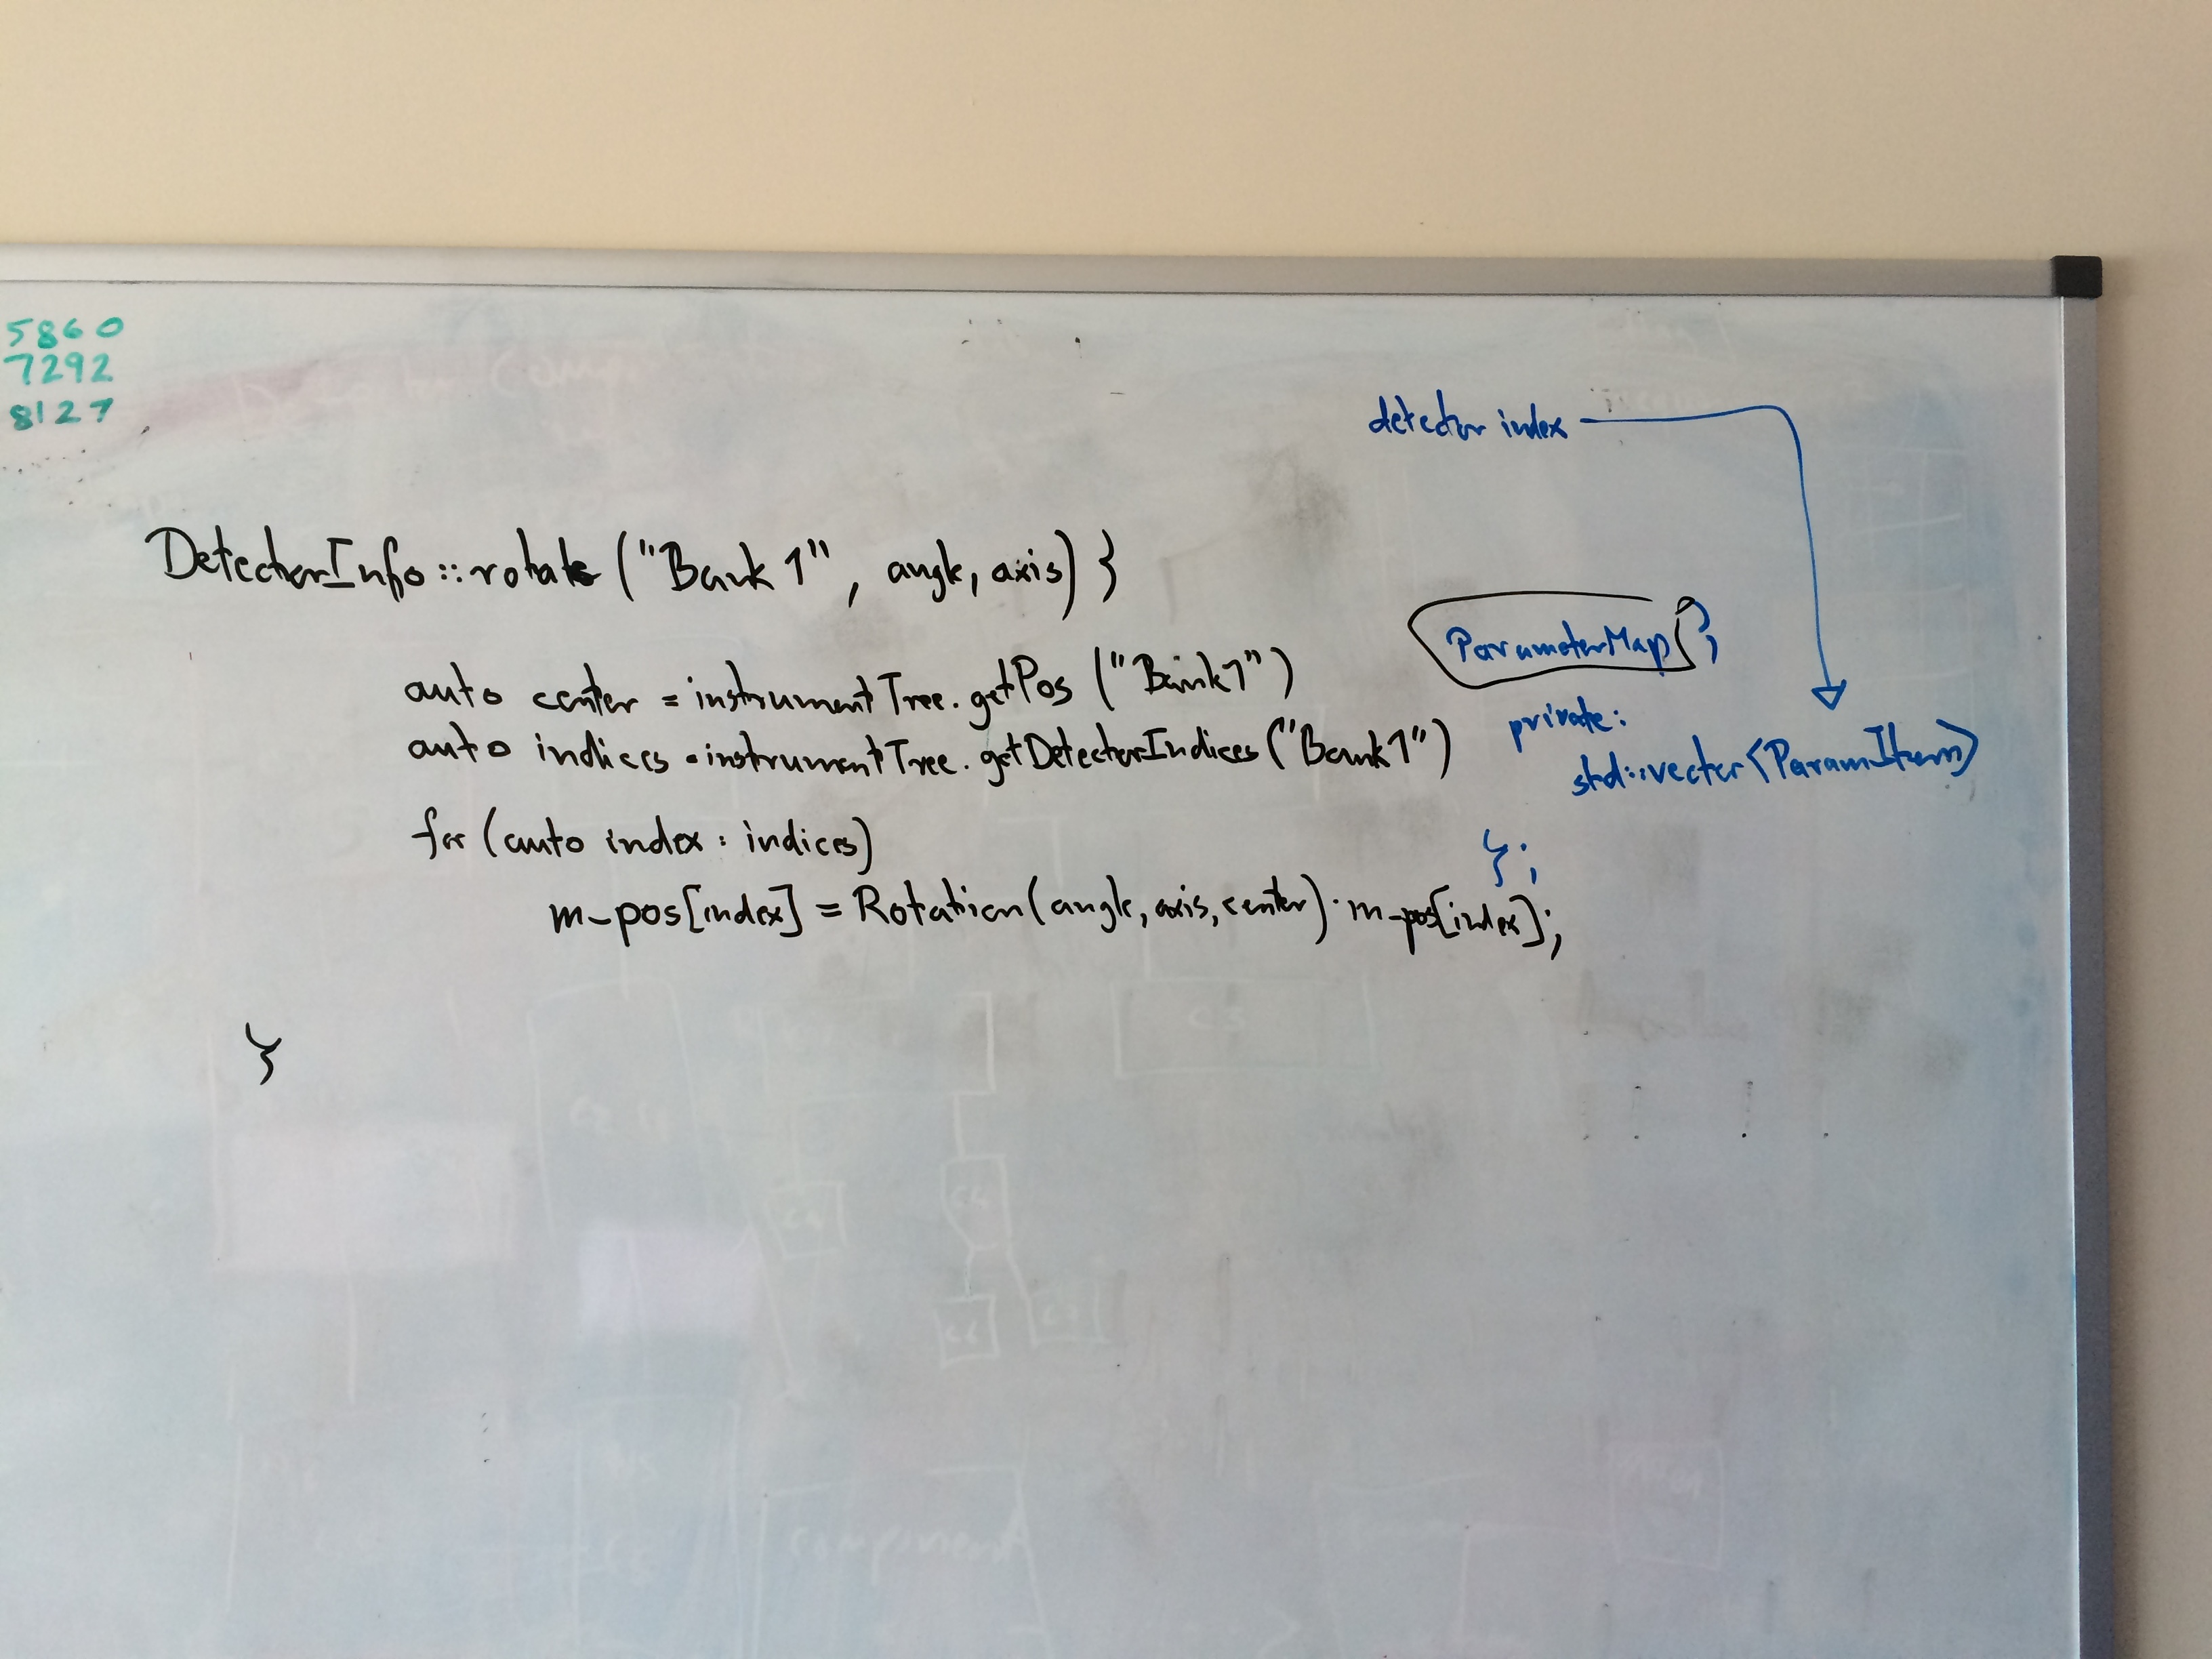 5860
7292
8127
detector index
DetectorInfo::rotate ("Bank 1", angle, axis) }
auto center = instrumentTree.getPos ("Bank1")
auto indices = instrumentTree.getDetectorIndices ("Bank1")
for (auto index : indices)
m_pos[index] = Rotation(angle, axis, center) · m_pos[index];
}
ParameterMap {
private:
std::vector<ParamItem>
};